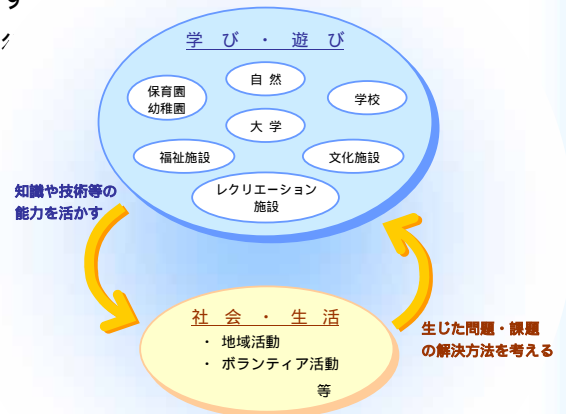 学 び ・ 遊 び
自 然
保育園
幼稚園
学校
大 学
福祉施設
文化施設
レクリエーション
施設
知識や技術等の
能力を活かす
社 会 ・ 生 活
・ 地域活動
・ ボランティア活動
等
生じた問題・課題
の解決方法を考える